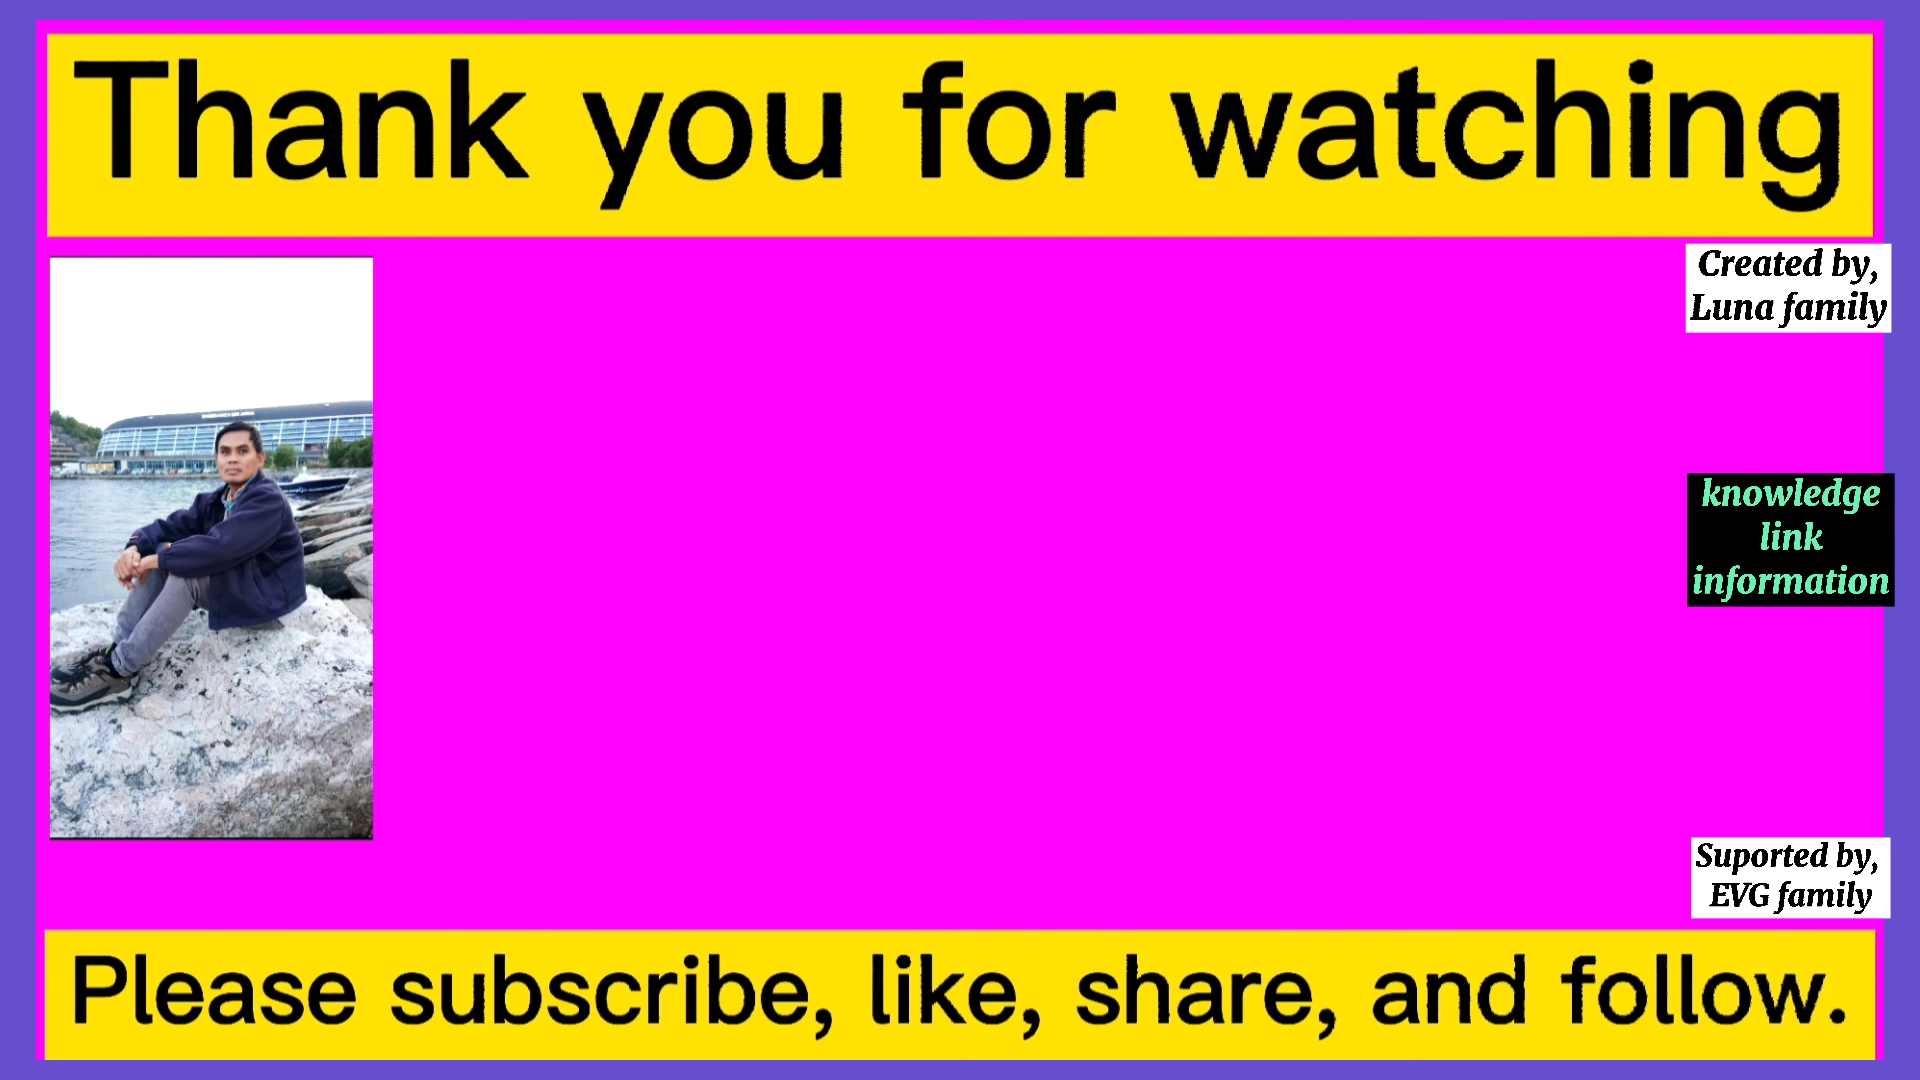 Thank you for watching
Created by,
Luna family
knowledge
link
information
Suported by,
EVG family
Please subscribe, like, share, and follow.